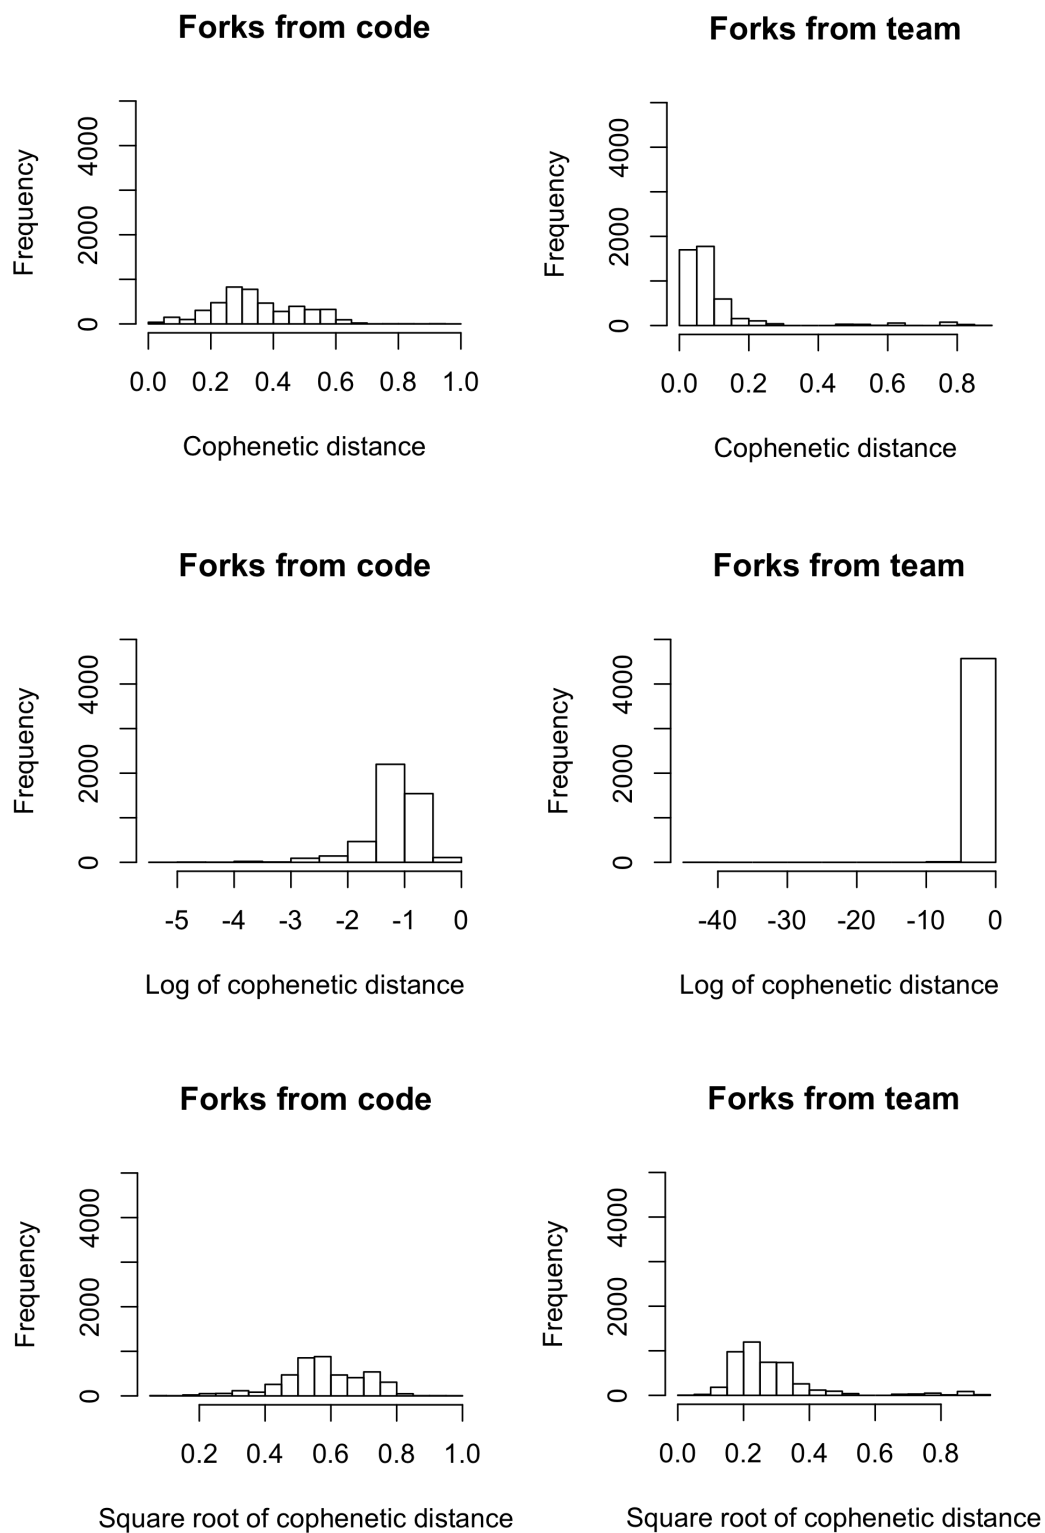 Forks from code
Forks from team
Frequency
0
2000
4000
0.0 0.2 0.4 0.6 0.8 1.0
Cophenetic distance
Frequency
0
2000
4000
0.0 0.2 0.4 0.6 0.8
Cophenetic distance
Forks from code
Forks from team
Frequency
0
2000
4000
-5 -4 -3 -2 -1 0
Log of cophenetic distance
Frequency
0
2000
4000
-40 -30 -20 -10 0
Log of cophenetic distance
Forks from code
Forks from team
Frequency
0
2000
4000
0.2 0.4 0.6 0.8 1.0
Square root of cophenetic distance
Frequency
0
2000
4000
0.0 0.2 0.4 0.6 0.8
Square root of cophenetic distance